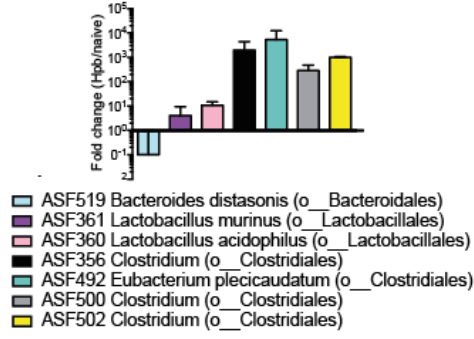 10⁵
10⁴
10³
10²
10¹
10⁰
10⁻¹
2
Fold change (Hpb/naive)
ASF519 Bacteroides distasonis (o__Bacteroidales)
ASF361 Lactobacillus murinus (o__Lactobacillales)
ASF360 Lactobacillus acidophilus (o__Lactobacillales)
ASF356 Clostridium (o__Clostridiales)
ASF492 Eubacterium plecicaudatum (o__Clostridiales)
ASF500 Clostridium (o__Clostridiales)
ASF502 Clostridium (o__Clostridiales)